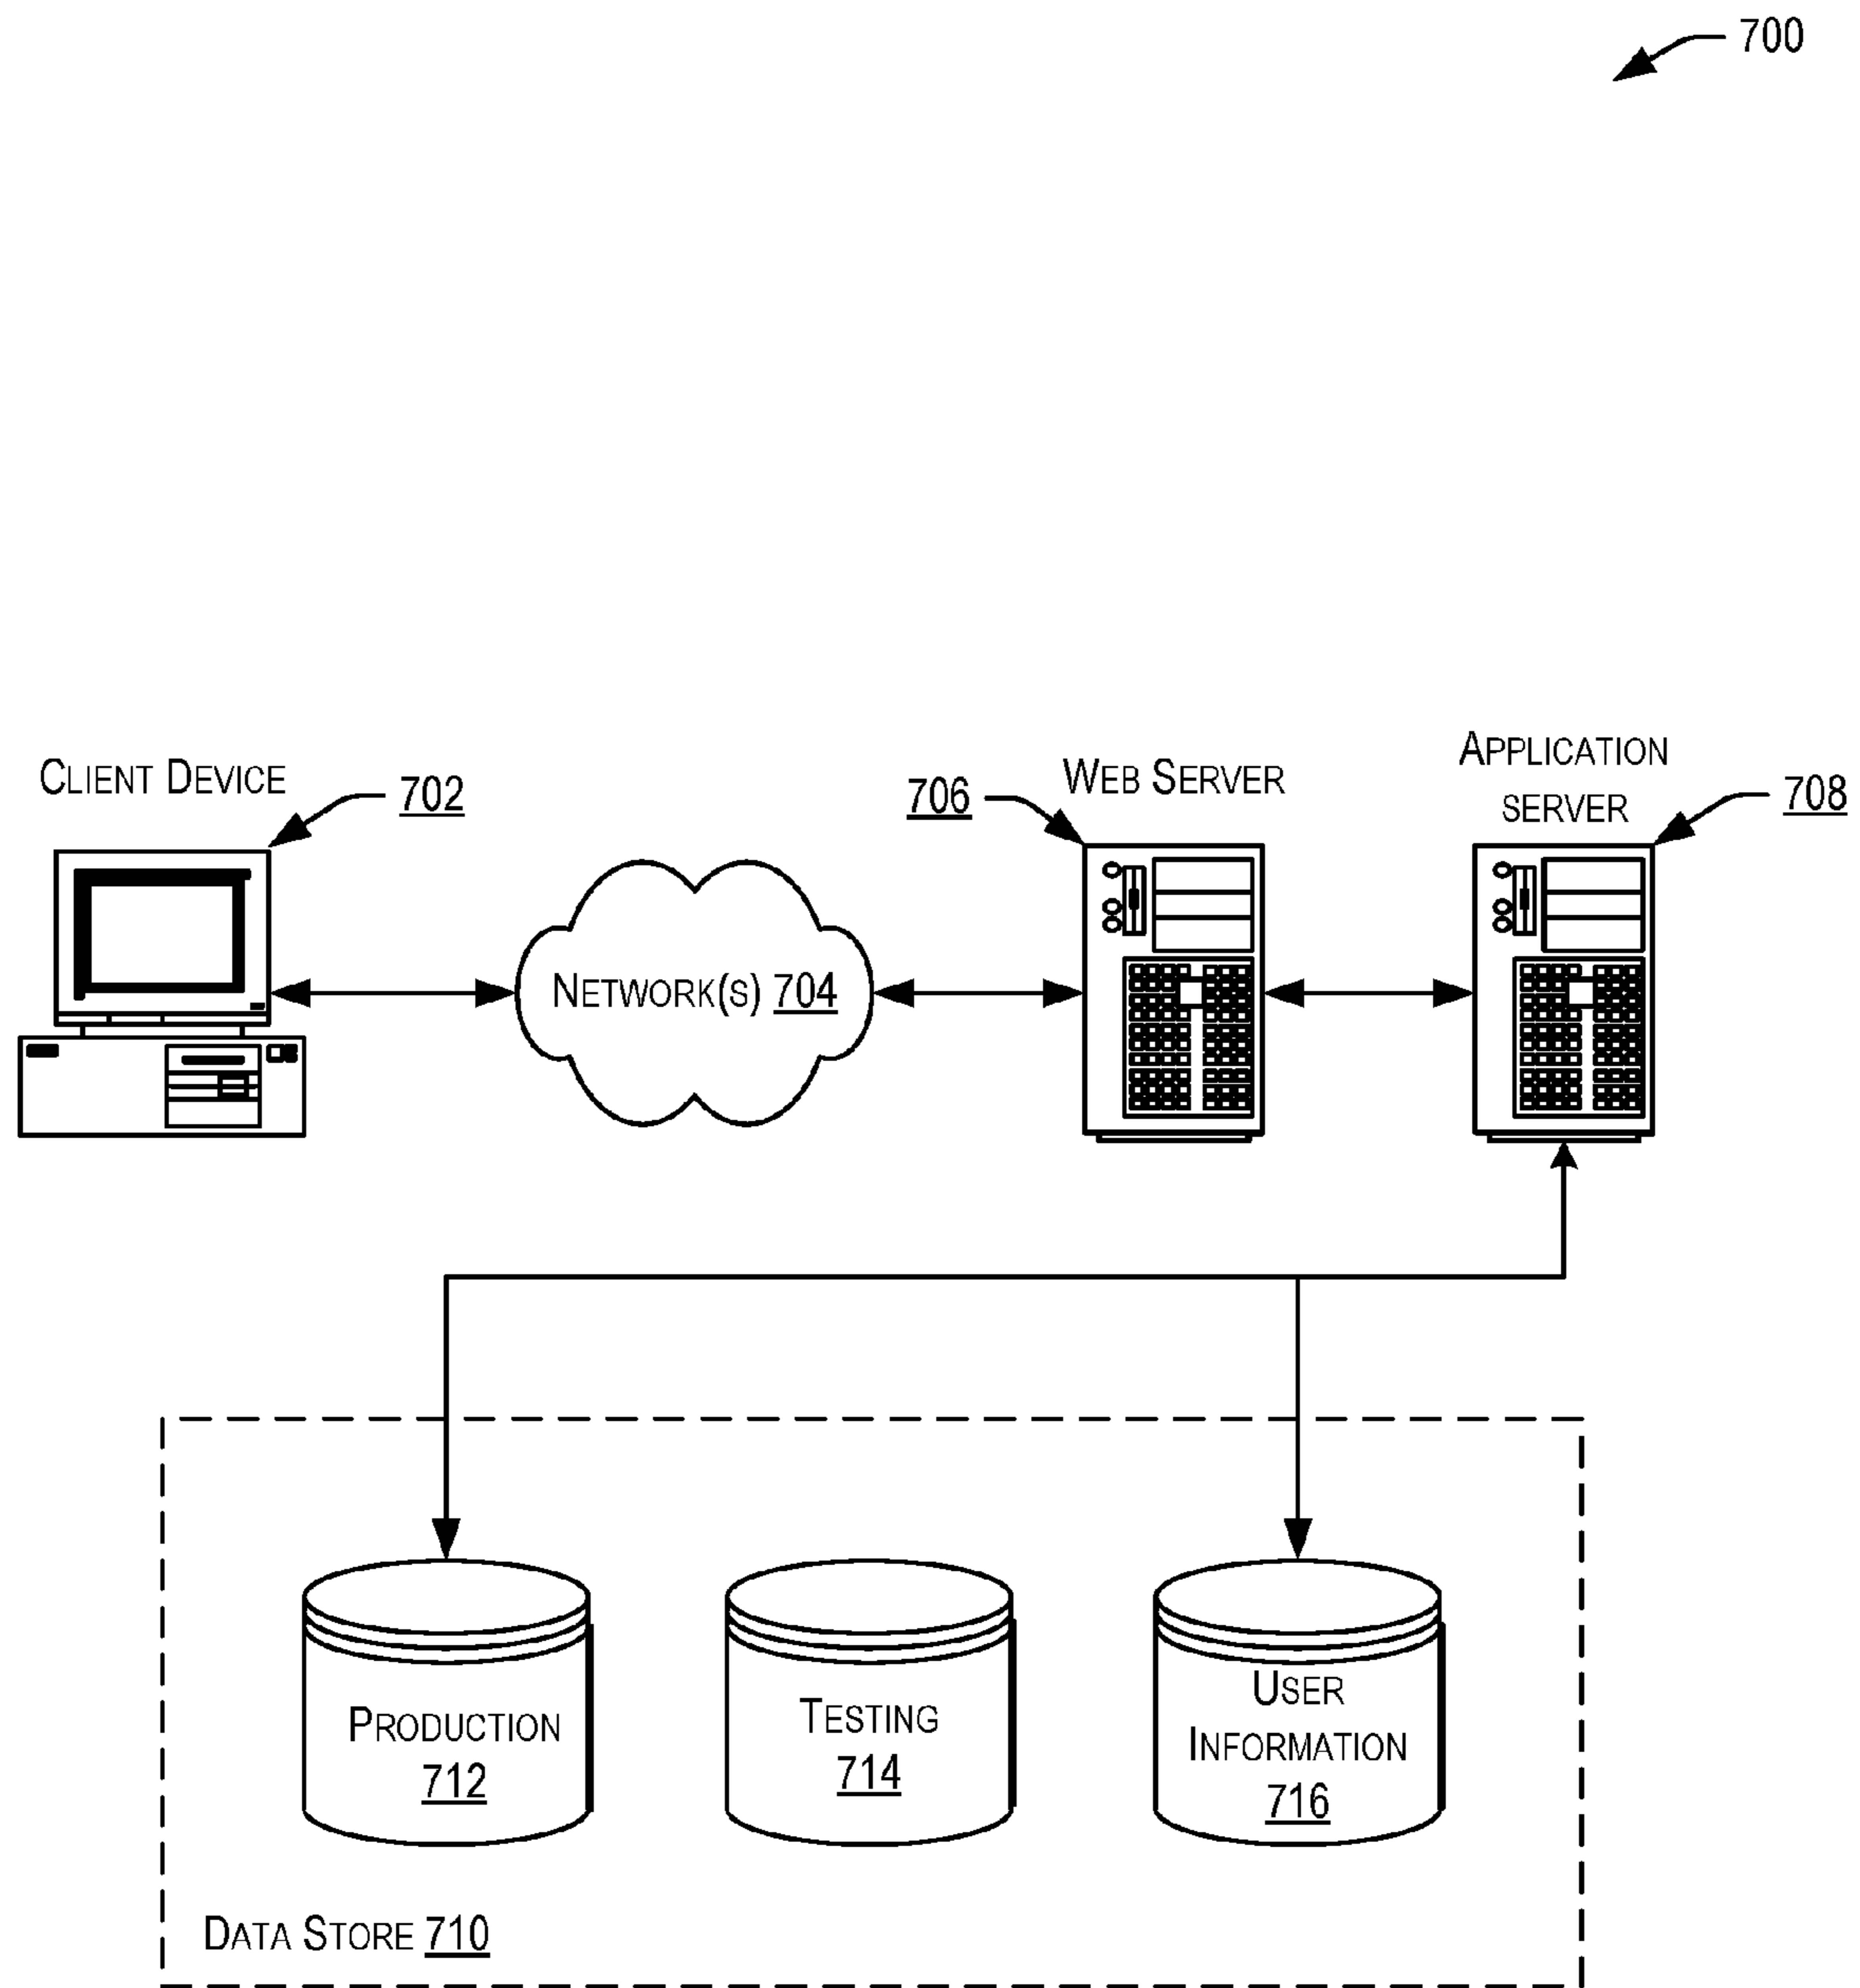 700
CLIENT DEVICE
702
706
WEB SERVER
APPLICATION
SERVER
708
NETWORK(S) 704
PRODUCTION
712
TESTING
714
USER
INFORMATION
716
DATA STORE 710